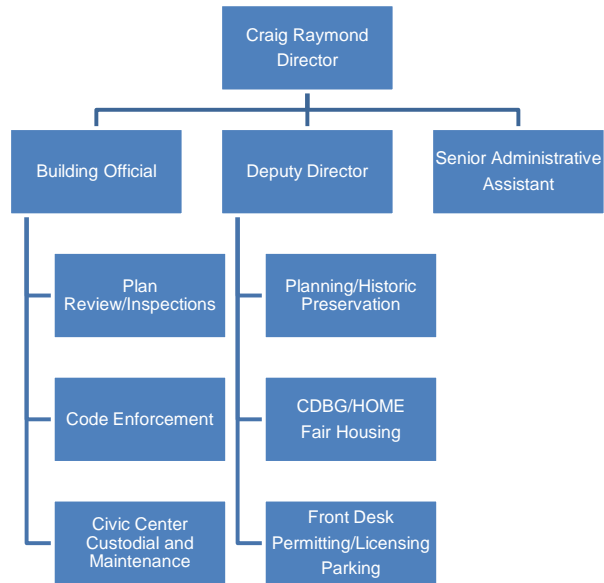 Craig Raymond
Director
Building Official
Deputy Director
Senior Administrative
Assistant
Plan
Review/Inspections
Planning/Historic
Preservation
Code Enforcement
CDBG/HOME
Fair Housing
Civic Center
Custodial and
Maintenance
Front Desk
Permitting/Licensing
Parking